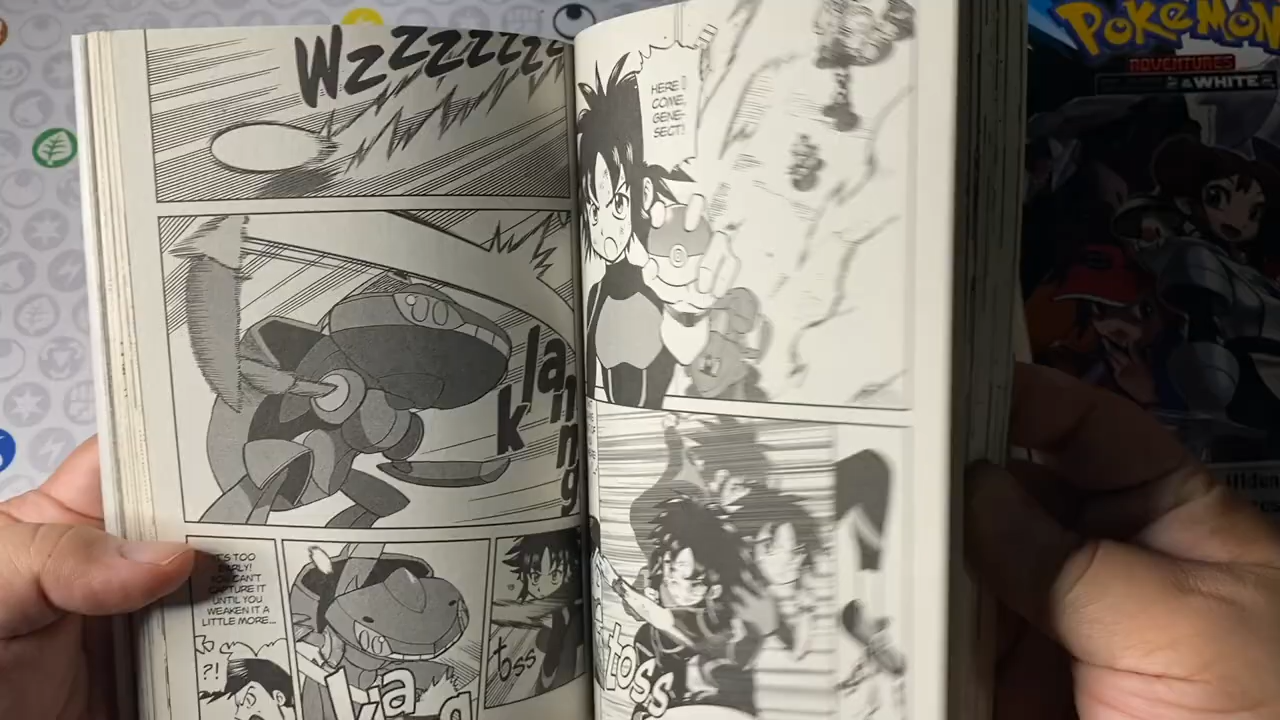 WZZZZZZZ
klang
IT'S TOO
EARLY!
YOU CAN'T
CAPTURE IT
UNTIL YOU
WEAKEN IT A
LITTLE MORE...
?!
toss
HERE I
COME,
GENE-
SECT!
toss
POKéMON
ADVENTURES
& WHITE